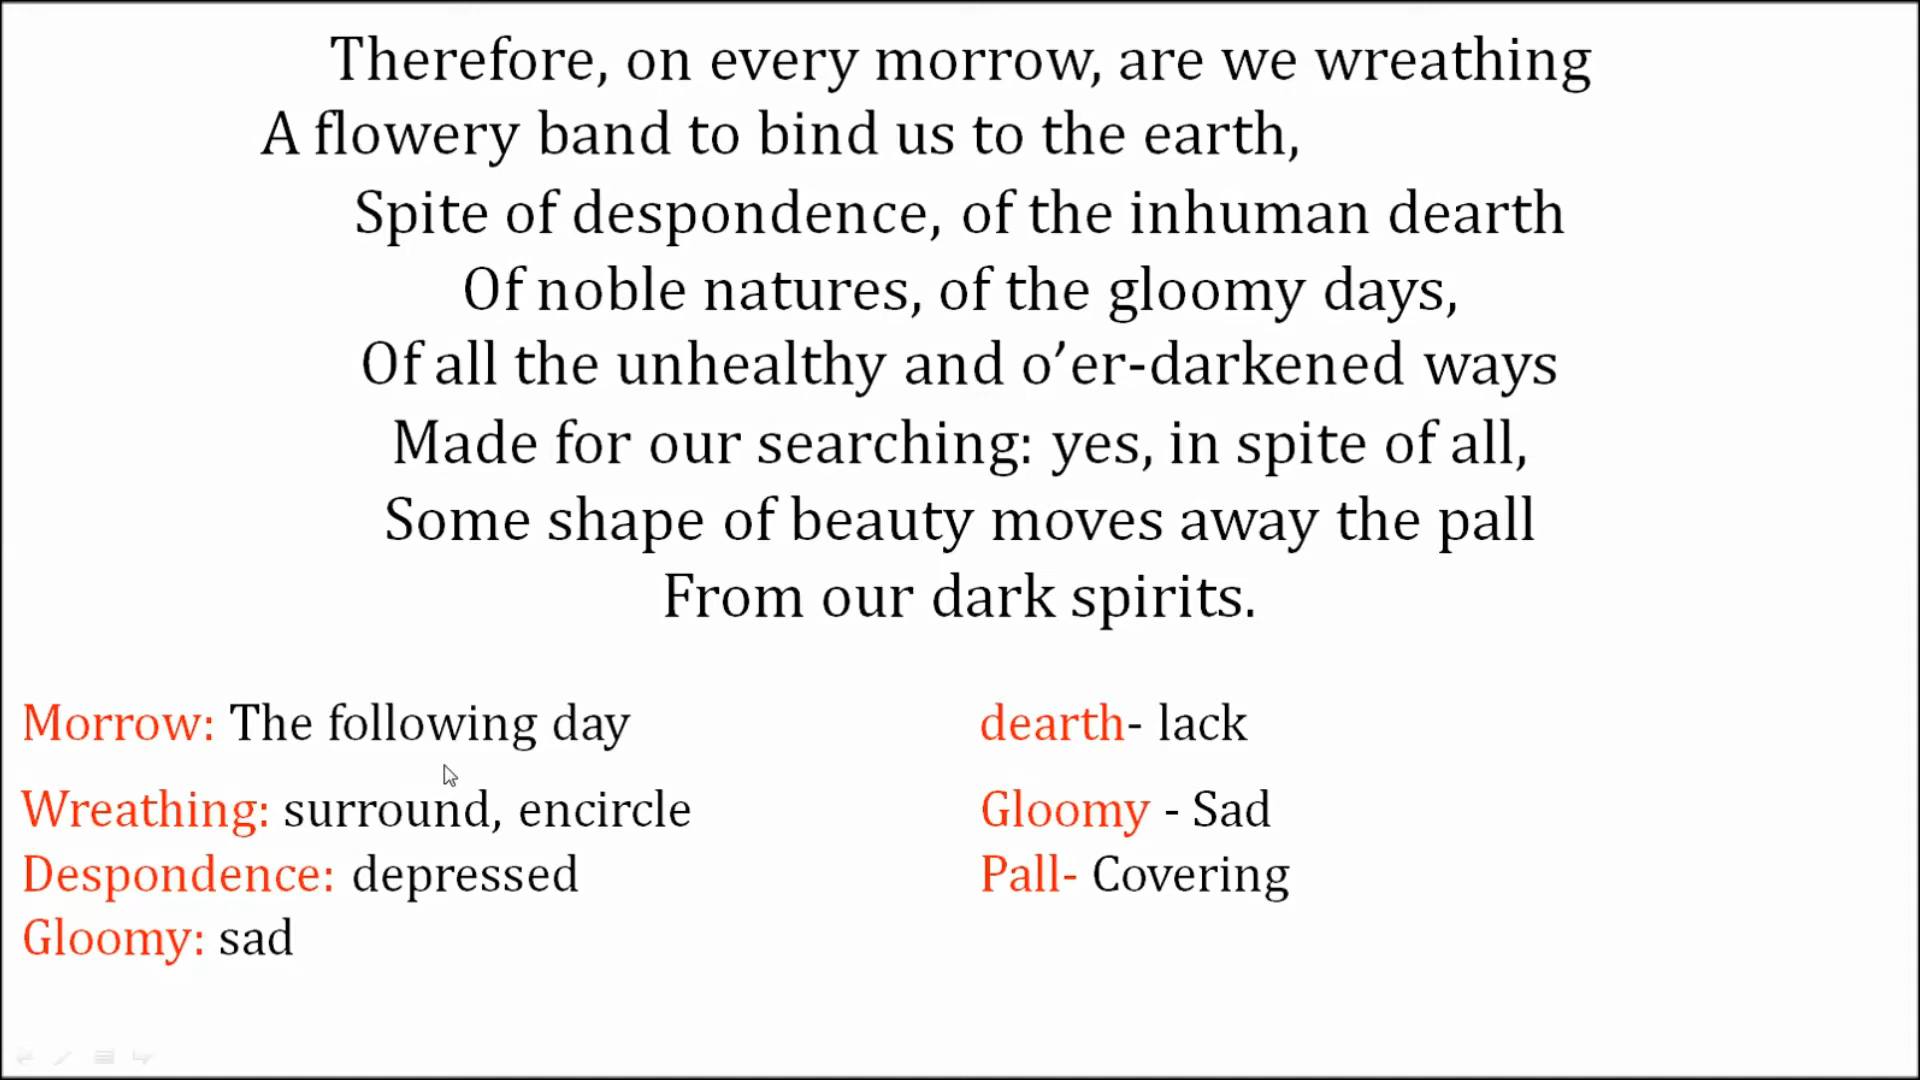 Therefore, on every morrow, are we wreathing
A flowery band to bind us to the earth,
Spite of despondence, of the inhuman dearth
Of noble natures, of the gloomy days,
Of all the unhealthy and o’er-darkened ways
Made for our searching: yes, in spite of all,
Some shape of beauty moves away the pall
From our dark spirits.
Morrow: The following day
dearth- lack
Wreathing: surround, encircle
Gloomy - Sad
Despondence: depressed
Pall- Covering
Gloomy: sad